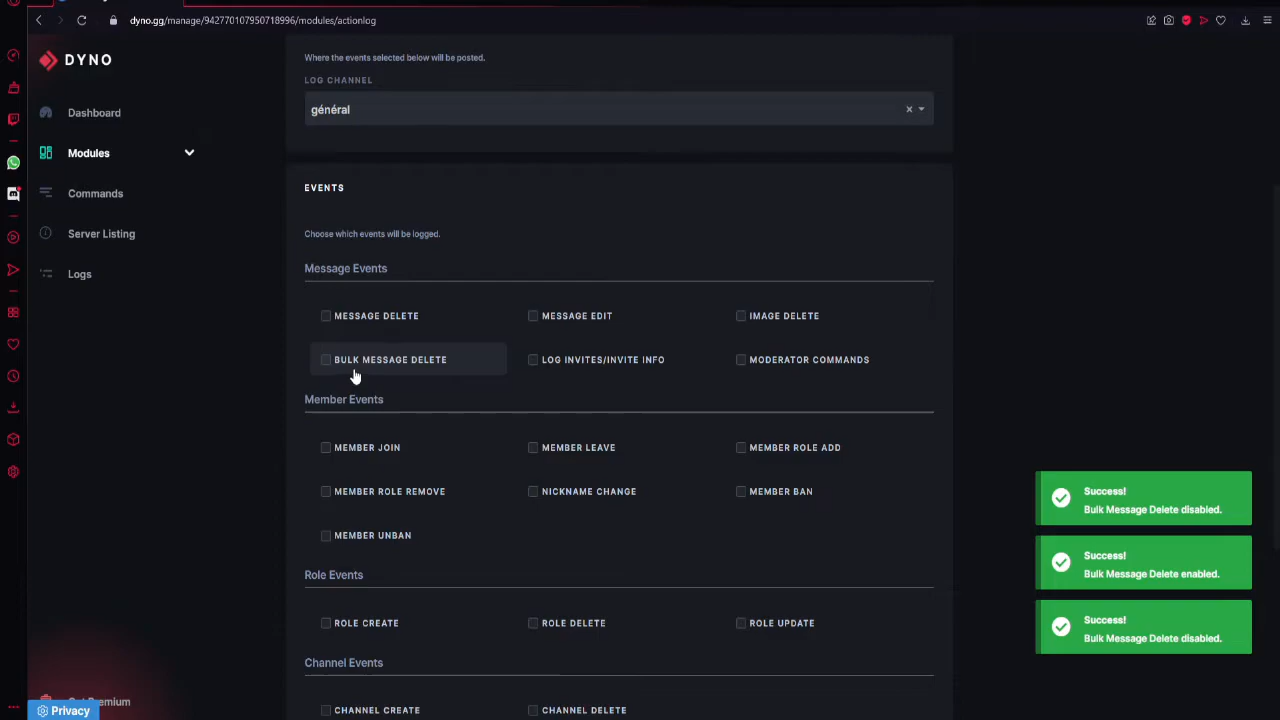 dyno.gg/manage/942770107950718996/modules/actionlog
DYNO
Dashboard
Modules
Commands
Server Listing
Logs
Premium
Privacy
Where the events selected below will be posted.
LOG CHANNEL
général
EVENTS
Choose which events will be logged.
Message Events
MESSAGE DELETE
MESSAGE EDIT
IMAGE DELETE
BULK MESSAGE DELETE
LOG INVITES/INVITE INFO
MODERATOR COMMANDS
Member Events
MEMBER JOIN
MEMBER LEAVE
MEMBER ROLE ADD
MEMBER ROLE REMOVE
NICKNAME CHANGE
MEMBER BAN
MEMBER UNBAN
Role Events
ROLE CREATE
ROLE DELETE
ROLE UPDATE
Channel Events
CHANNEL CREATE
CHANNEL DELETE
Success!
Bulk Message Delete disabled.
Success!
Bulk Message Delete enabled.
Success!
Bulk Message Delete disabled.